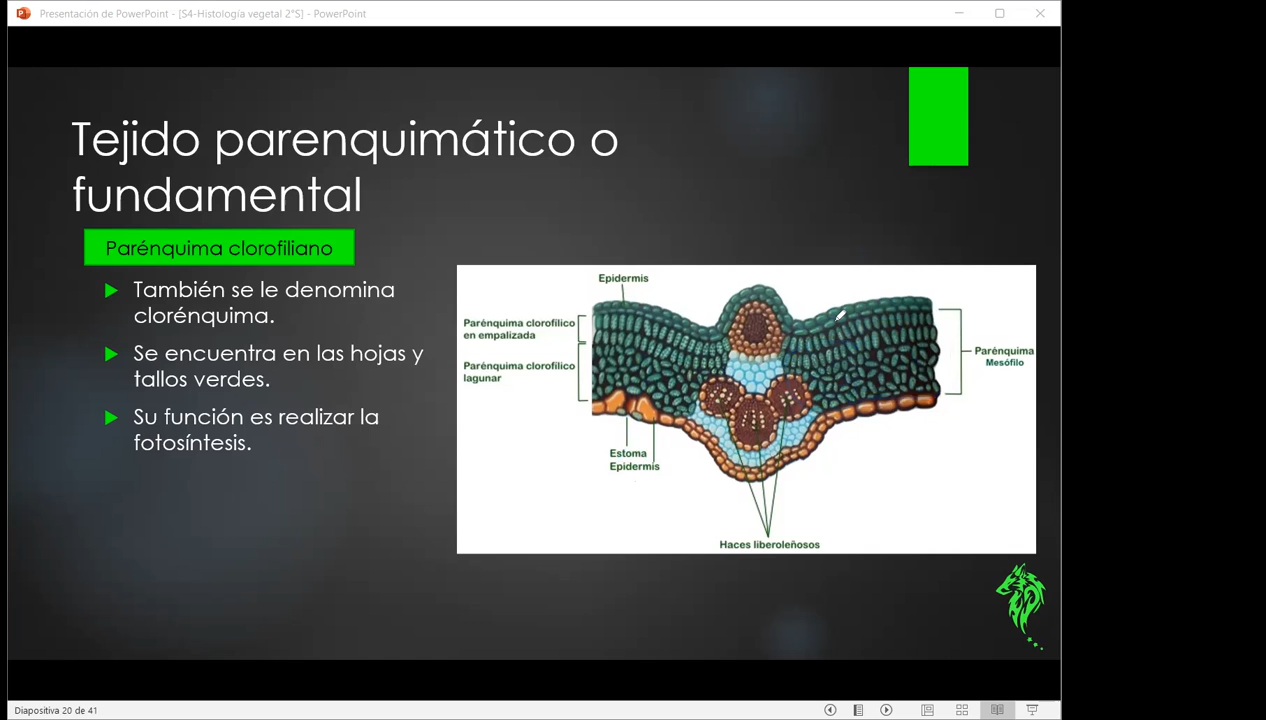 Presentación de PowerPoint - [S4-Histología vegetal 2°S] - PowerPoint
Tejido parenquimático o
fundamental
Parénquima clorofiliano
También se le denomina
clorénquima.
Se encuentra en las hojas y
tallos verdes.
Su función es realizar la
fotosíntesis.
Epidermis
Parénquima clorofílico
en empalizada
Parénquima clorofílico
lagunar
Parénquima
Mesófilo
Estoma
Epidermis
Haces liberoleñosos
Diapositiva 20 de 41